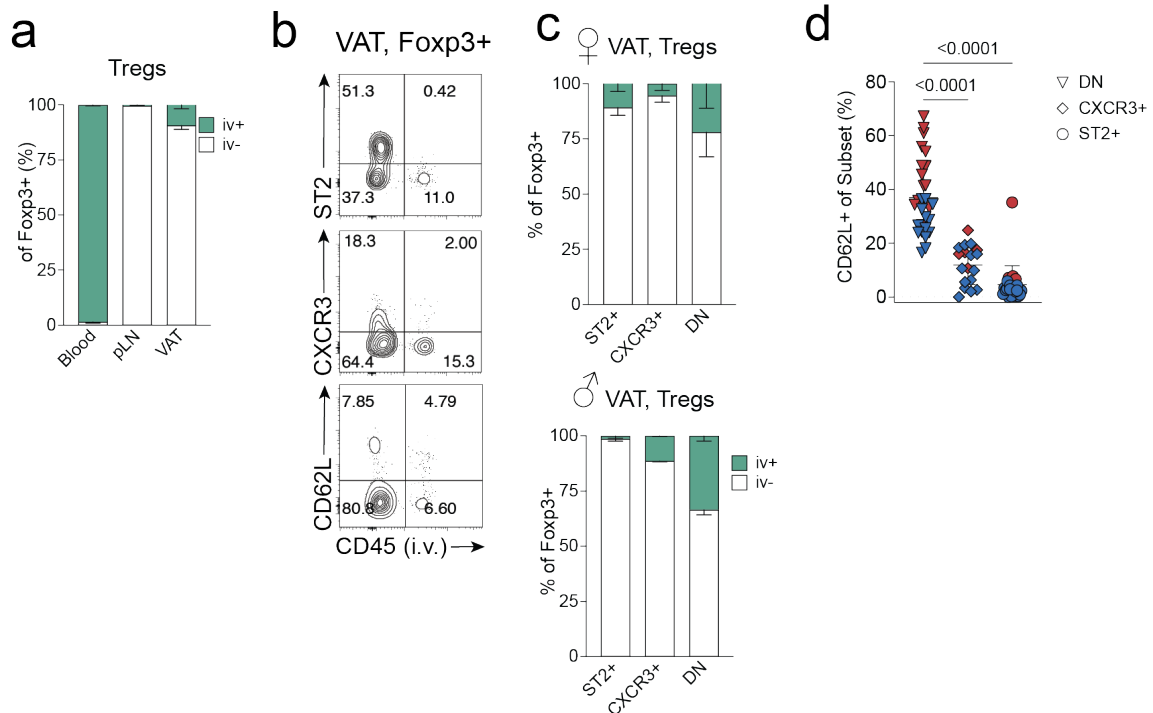 a
Tregs
of Foxp3+ (%)
100
75
50
25
0
Blood
pLN
VAT
iv+
iv-
b
VAT, Foxp3+
ST2
51.3
0.42
37.3
11.0
CXCR3
18.3
2.00
64.4
15.3
CD62L
7.85
4.79
80.8
6.60
CD45 (i.v.)
c
♀ VAT, Tregs
% of Foxp3+
100
75
50
25
0
ST2+
CXCR3+
DN
♂ VAT, Tregs
% of Foxp3+
100
75
50
25
0
ST2+
CXCR3+
DN
iv+
iv-
d
CD62L+ of Subset (%)
80
60
40
20
0
<0.0001
<0.0001
DN
CXCR3+
ST2+